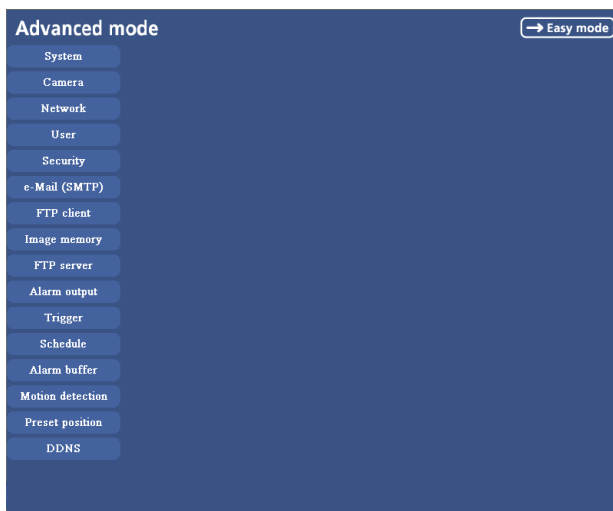 Advanced mode
→ Easy mode
System
Camera
Network
User
Security
e-Mail (SMTP)
FTP client
Image memory
FTP server
Alarm output
Trigger
Schedule
Alarm buffer
Motion detection
Preset position
DDNS